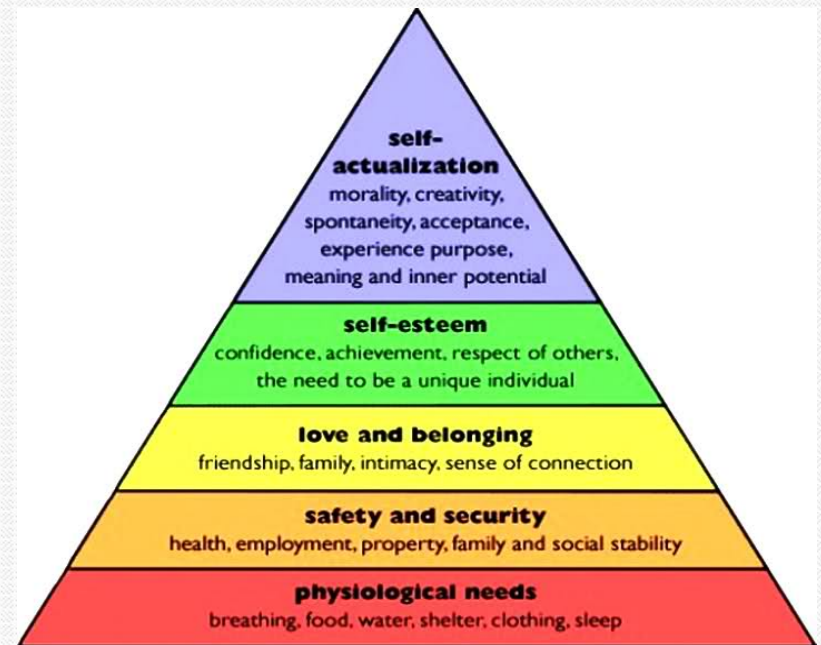 self-
actualization
morality, creativity,
spontaneity, acceptance,
experience purpose,
meaning and inner potential
self-esteem
confidence, achievement, respect of others,
the need to be a unique individual
love and belonging
friendship, family, intimacy, sense of connection
safety and security
health, employment, property, family and social stability
physiological needs
breathing, food, water, shelter, clothing, sleep